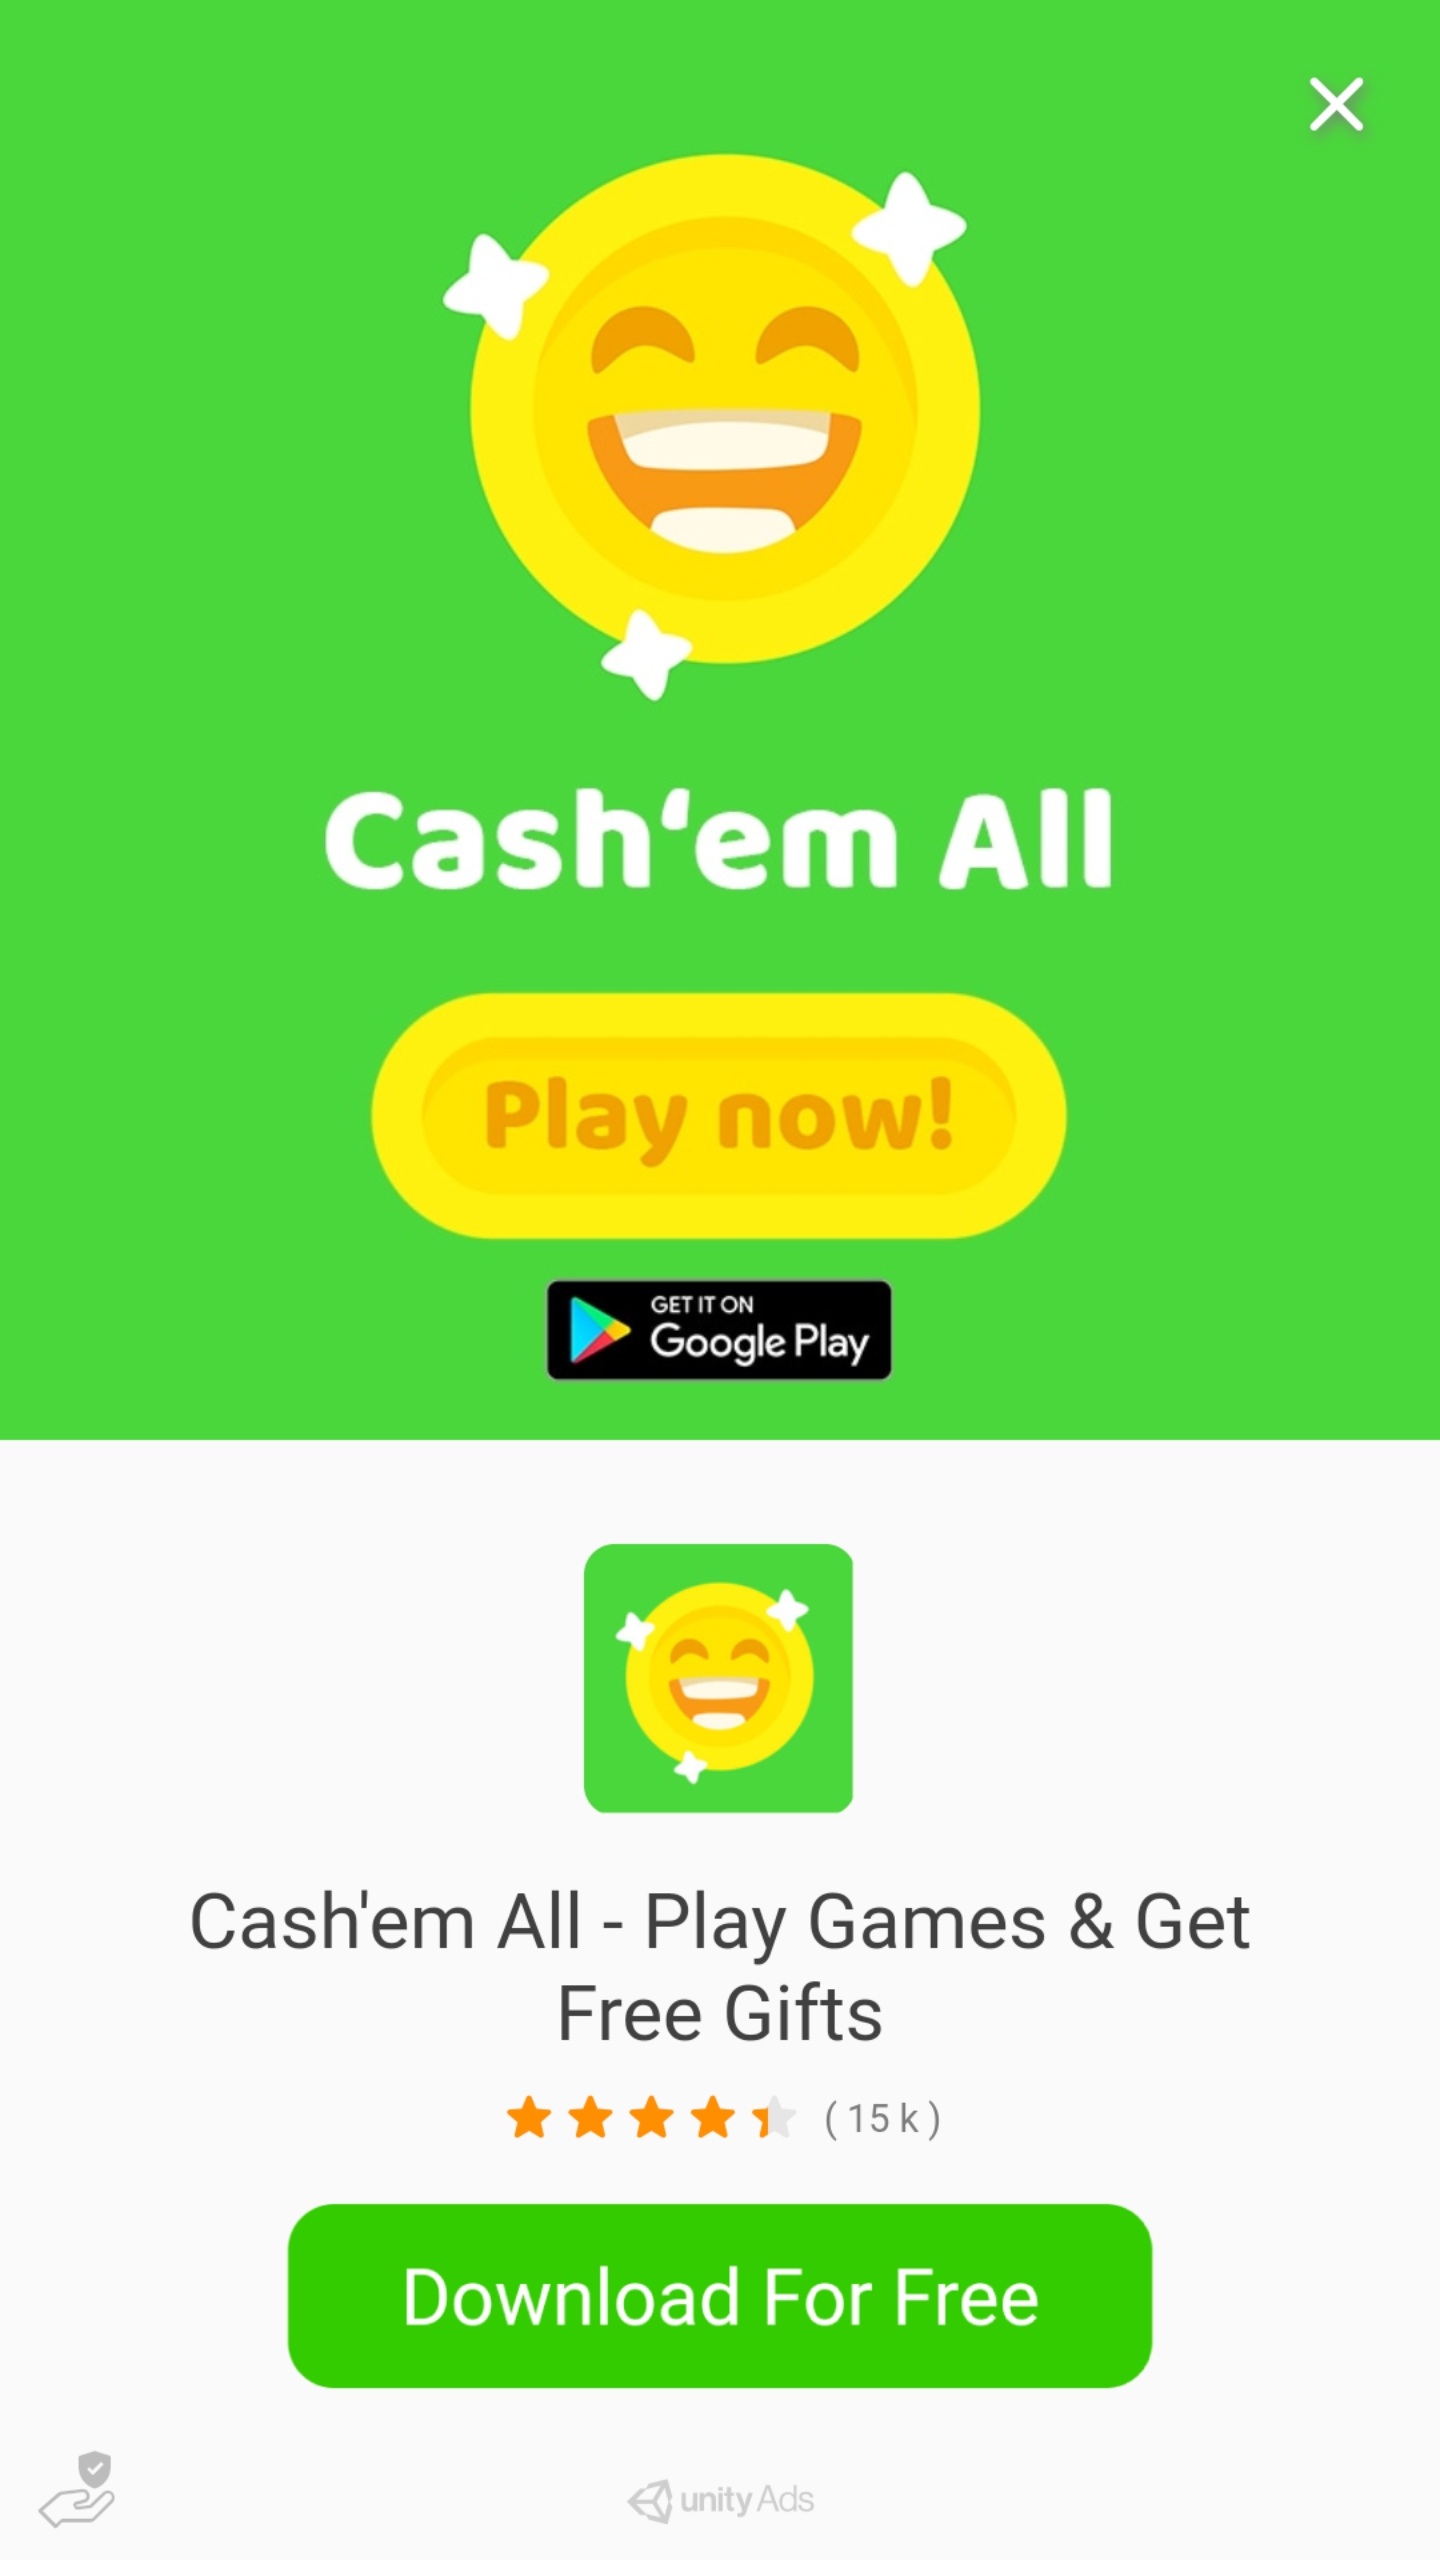 Cash‘em All
Play now!
GET IT ON
Google Play
Cash'em All - Play Games & Get
Free Gifts
( 15 k )
Download For Free
unity Ads